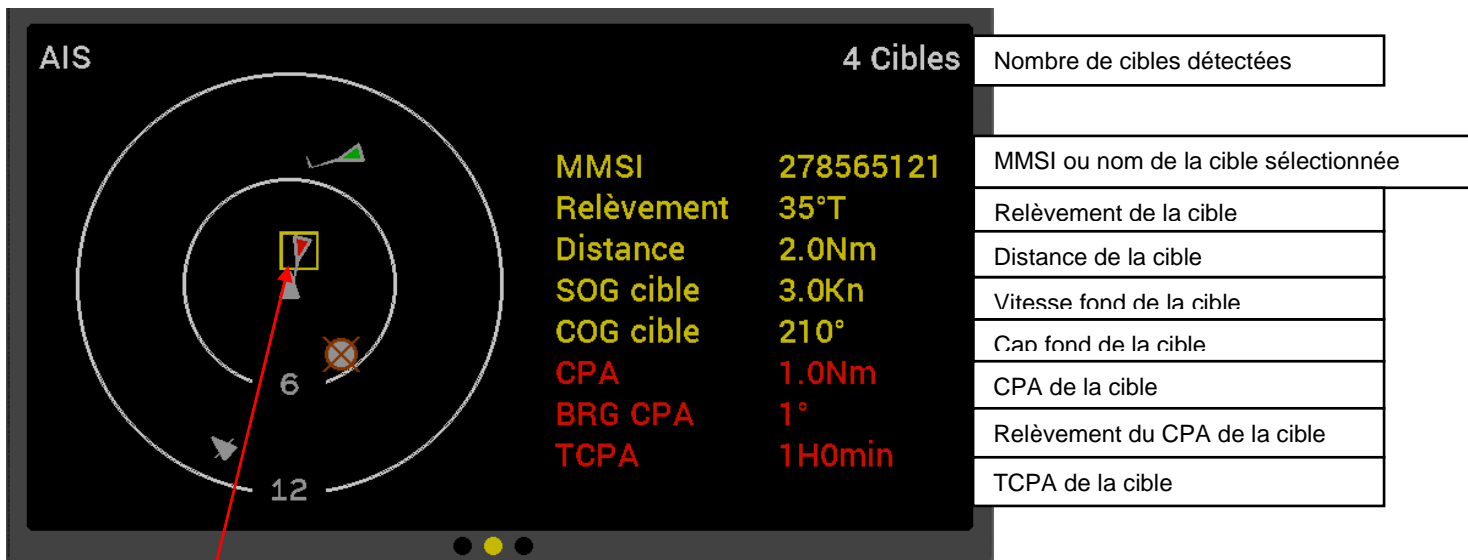 AIS
4 Cibles
Nombre de cibles détectées
MMSI 278565121
MMSI ou nom de la cible sélectionnée
Relèvement 35°T
Relèvement de la cible
Distance 2.0Nm
Distance de la cible
SOG cible 3.0Kn
Vitesse fond de la cible
COG cible 210°
Cap fond de la cible
CPA 1.0Nm
CPA de la cible
BRG CPA 1°
Relèvement du CPA de la cible
TCPA 1H0min
TCPA de la cible
6
12